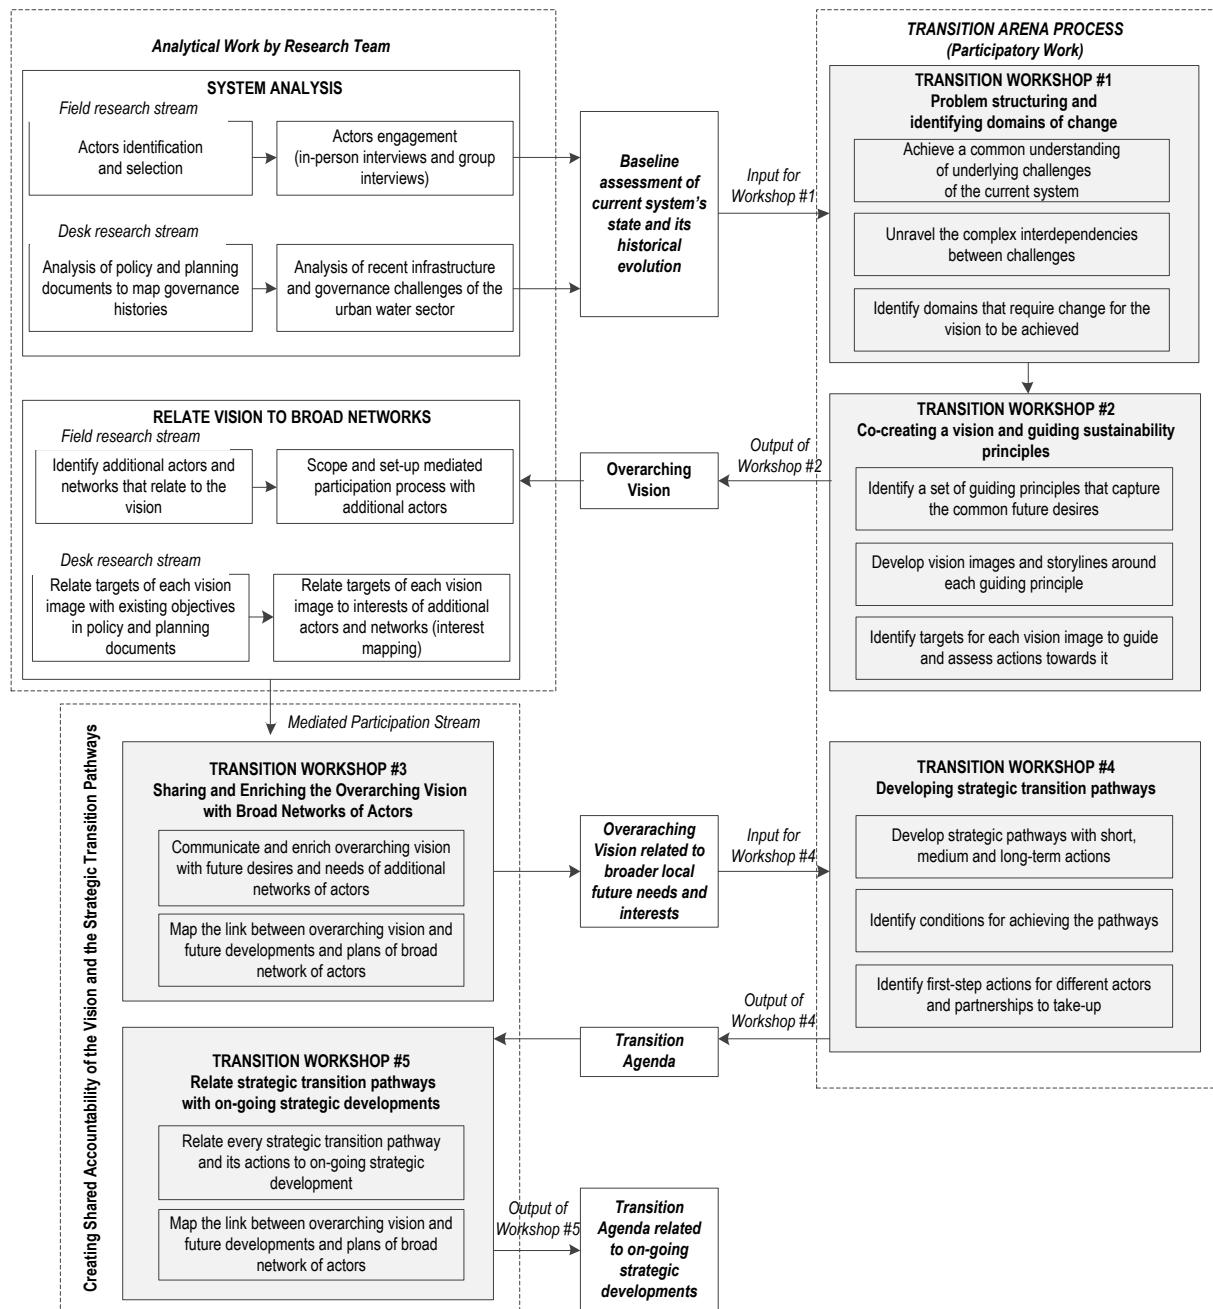 Analytical Work by Research Team
SYSTEM ANALYSIS
Field research stream
Actors identification
and selection
Actors engagement
(in-person interviews and group
interviews)
Desk research stream
Analysis of policy and planning
documents to map governance
histories
Analysis of recent infrastructure
and governance challenges of the
urban water sector
Baseline
assessment of
current system's
state and its
historical
evolution
Input for
Workshop #1
TRANSITION ARENA PROCESS
(Participatory Work)
TRANSITION WORKSHOP #1
Problem structuring and
identifying domains of change
Achieve a common understanding
of underlying challenges
of the current system
Unravel the complex interdependencies
between challenges
Identify domains that require change for the
vision to be achieved
TRANSITION WORKSHOP #2
Co-creating a vision and guiding sustainability
principles
Identify a set of guiding principles that capture
the common future desires
Develop vision images and storylines around
each guiding principle
Identify targets for each vision image to guide
and assess actions towards it
Output of
Workshop #2
Overarching
Vision
RELATE VISION TO BROAD NETWORKS
Field research stream
Identify additional actors and
networks that relate to the
vision
Scope and set-up mediated
participation process with
additional actors
Desk research stream
Relate targets of each vision
image with existing objectives
in policy and planning
documents
Relate targets of each vision
image to interests of additional
actors and networks (interest
mapping)
Creating Shared Accountability of the Vision and the Strategic Transition Pathways
Mediated Participation Stream
TRANSITION WORKSHOP #3
Sharing and Enriching the Overarching Vision
with Broad Networks of Actors
Communicate and enrich overarching vision
with future desires and needs of additional
networks of actors
Map the link between overarching vision and
future developments and plans of broad
network of actors
Overaraching
Vision related to
broader local
future needs and
interests
Input for
Workshop #4
TRANSITION WORKSHOP #4
Developing strategic transition pathways
Develop strategic pathways with short,
medium and long-term actions
Identify conditions for achieving the pathways
Identify first-step actions for different actors
and partnerships to take-up
Output of
Workshop #4
Transition
Agenda
TRANSITION WORKSHOP #5
Relate strategic transition pathways
with on-going strategic developments
Relate every strategic transition pathway
and its actions to on-going strategic
development
Map the link between overarching vision and
future developments and plans of broad
network of actors
Output of
Workshop #5
Transition
Agenda related
to on-going
strategic
developments